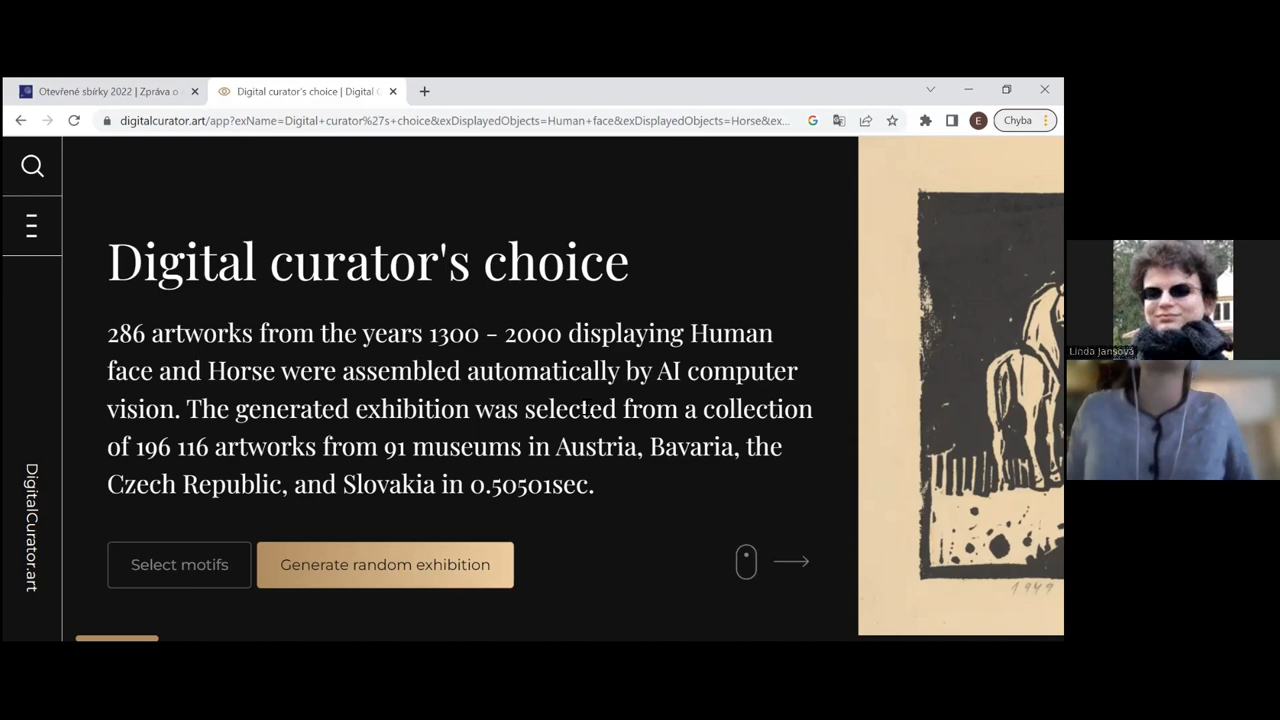 Otevřené sbírky 2022 | Zpráva o
Digital curator's choice | Digital C
digitalcurator.art/app?exName=Digital+curator%27s+choice&exDisplayedObjects=Human+face&exDisplayedObjects=Horse&ex...
E
Chyba
Digital curator's choice
286 artworks from the years 1300 - 2000 displaying Human
face and Horse were assembled automatically by AI computer
vision. The generated exhibition was selected from a collection
of 196 116 artworks from 91 museums in Austria, Bavaria, the
Czech Republic, and Slovakia in 0.50501sec.
Select motifs
Generate random exhibition
DigitalCurator.art
1949
Linda Jansová